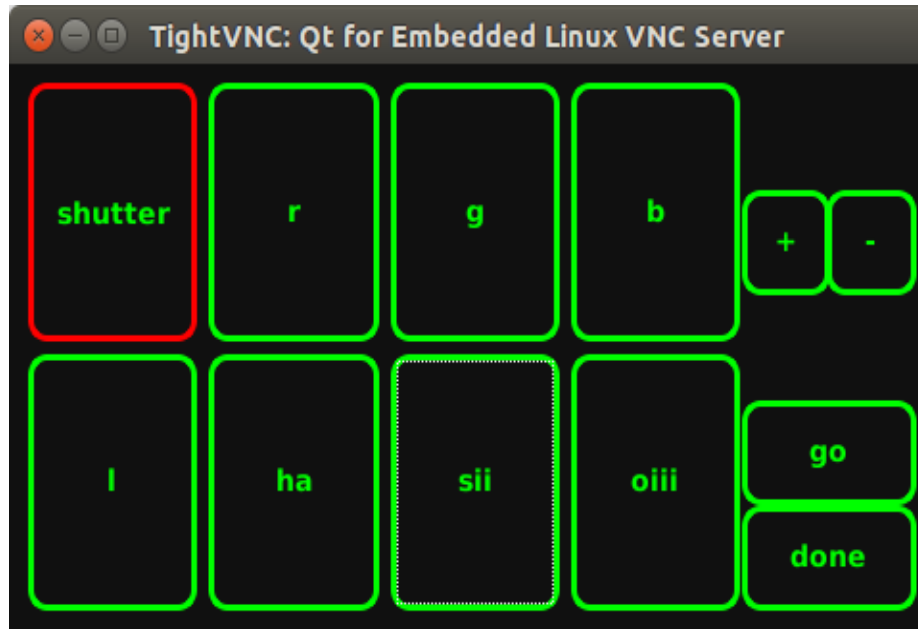 TightVNC: Qt for Embedded Linux VNC Server
shutter r g b
+ -
l ha sii oiii
go
done